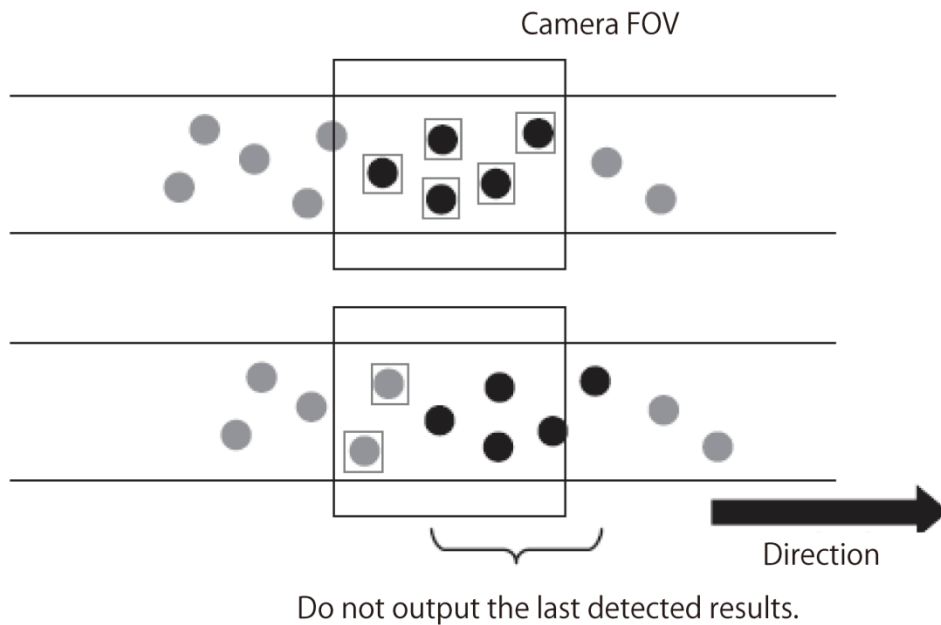 Camera FOV
Direction
Do not output the last detected results.